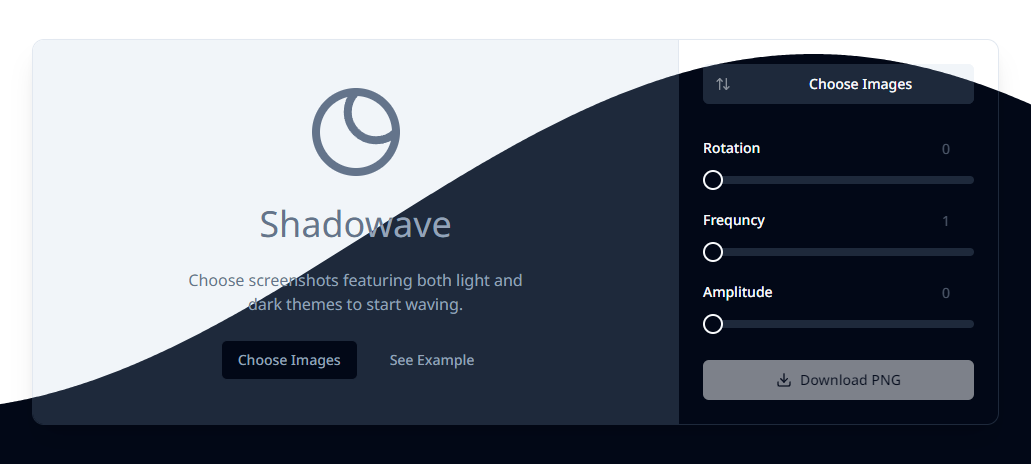 Shadowave
Choose screenshots featuring both light and
dark themes to start waving.
Choose Images
See Example
Choose Images
Rotation 0
Frequncy 1
Amplitude 0
Download PNG